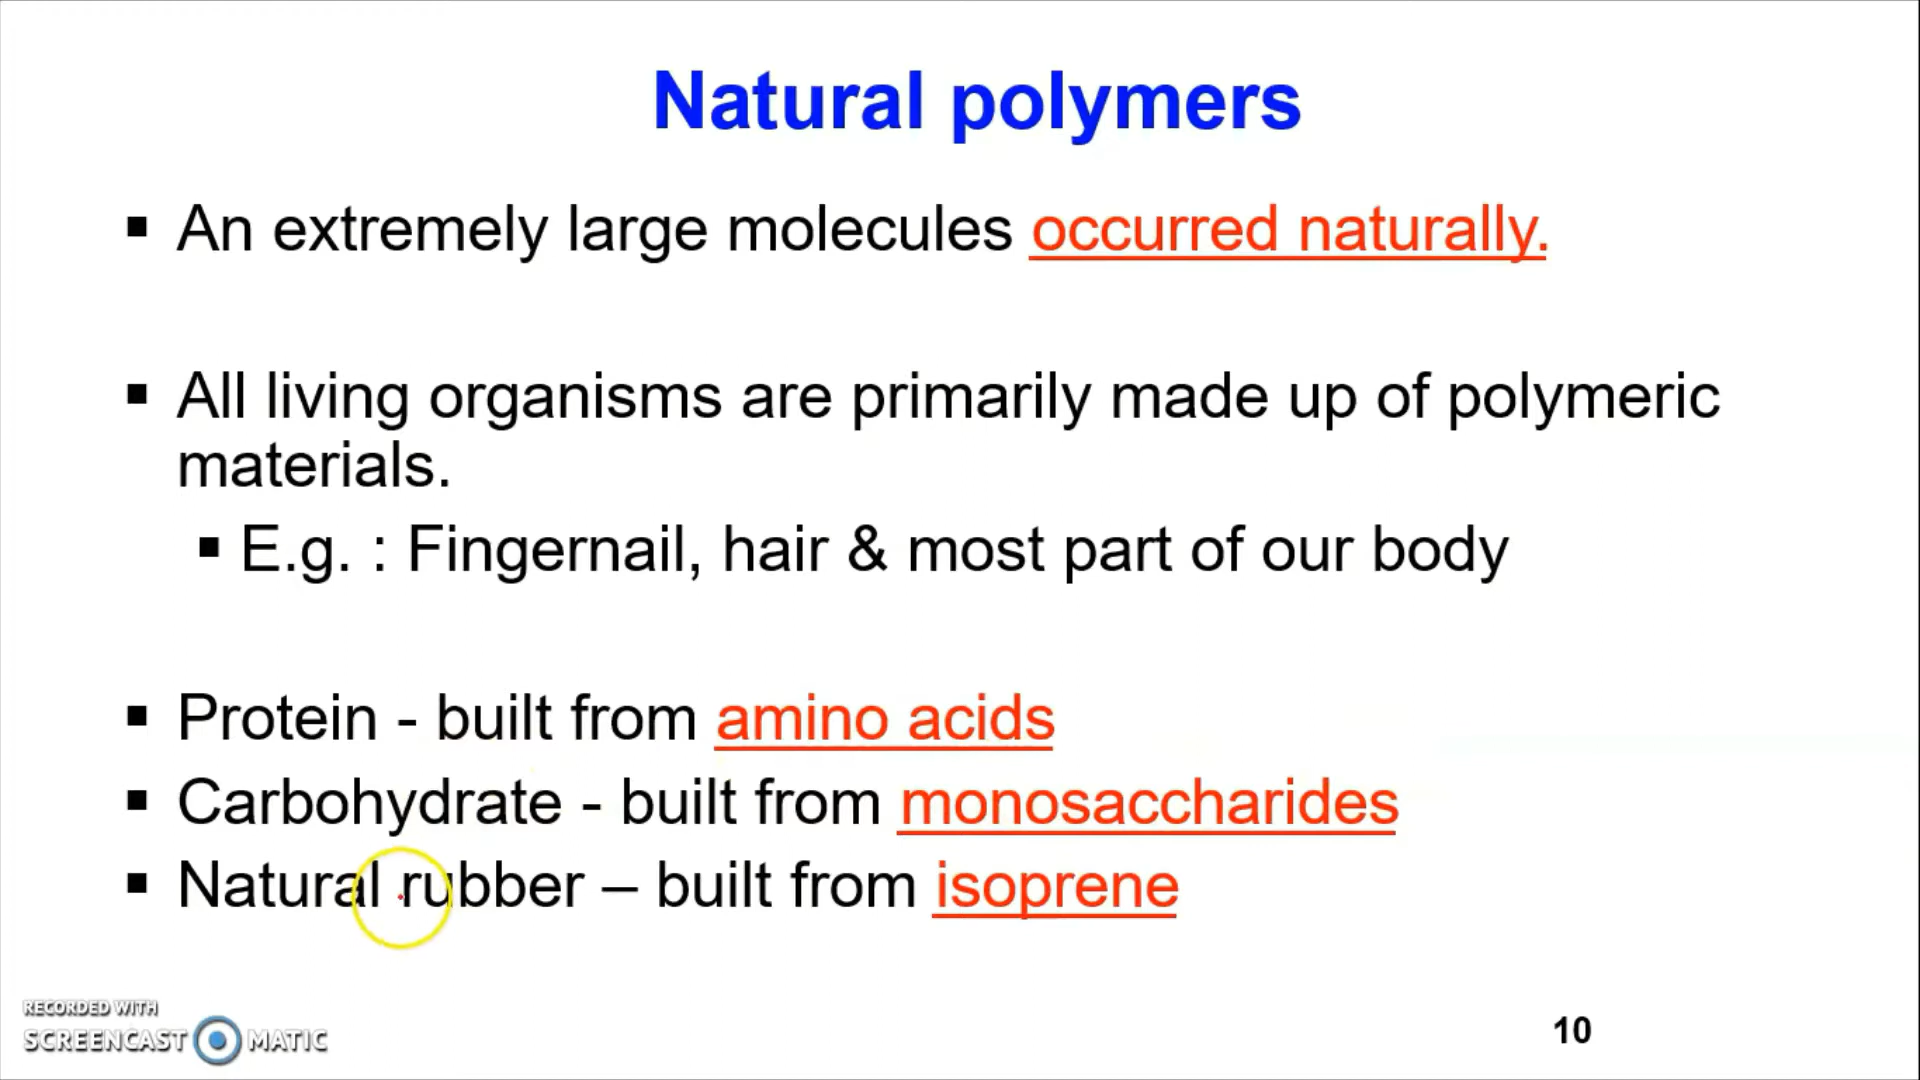 Natural polymers
▪ An extremely large molecules occurred naturally.
▪ All living organisms are primarily made up of polymeric
materials.
▪ E.g. : Fingernail, hair & most part of our body
▪ Protein - built from amino acids
▪ Carbohydrate - built from monosaccharides
▪ Natural rubber – built from isoprene
RECORDED WITH
SCREENCAST MATIC
10